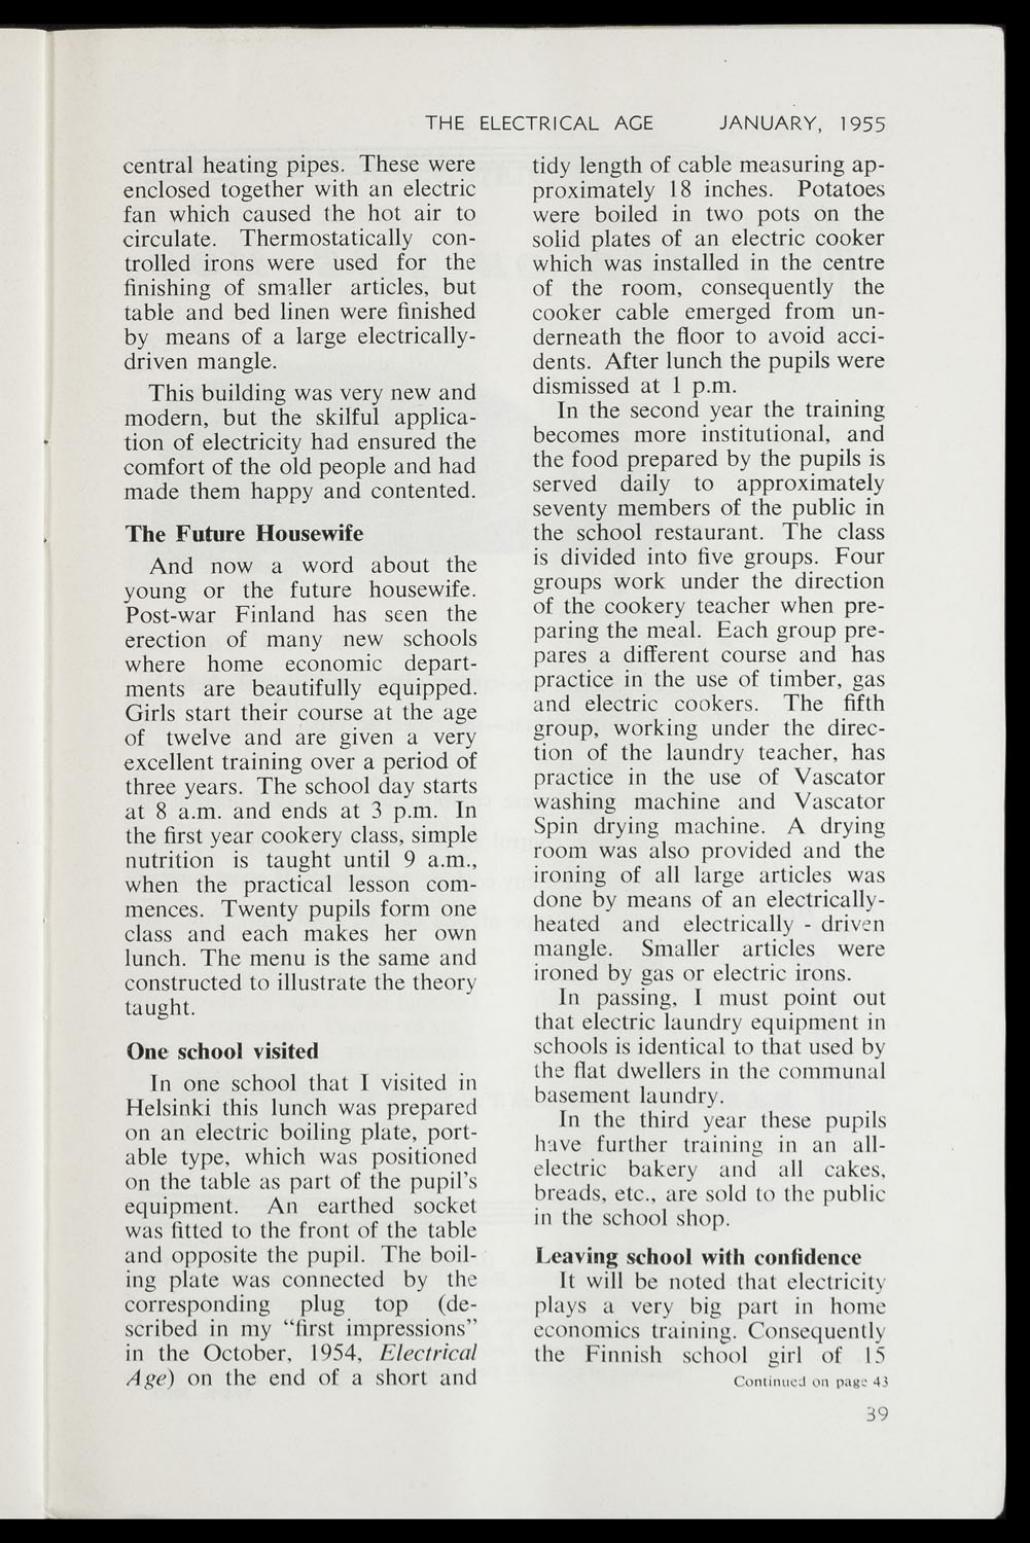 THE ELECTRICAL AGE JANUARY, 1955
central heating pipes. These were
enclosed together with an electric
fan which caused the hot air to
circulate. Thermostatically con-
trolled irons were used for the
finishing of smaller articles, but
table and bed linen were finished
by means of a large electrically-
driven mangle.
This building was very new and
modern, but the skilful applica-
tion of electricity had ensured the
comfort of the old people and had
made them happy and contented.
The Future Housewife
And now a word about the
young or the future housewife.
Post-war Finland has seen the
erection of many new schools
where home economic depart-
ments are beautifully equipped.
Girls start their course at the age
of twelve and are given a very
excellent training over a period of
three years. The school day starts
at 8 a.m. and ends at 3 p.m. In
the first year cookery class, simple
nutrition is taught until 9 a.m.,
when the practical lesson com-
mences. Twenty pupils form one
class and each makes her own
lunch. The menu is the same and
constructed to illustrate the theory
taught.
One school visited
In one school that I visited in
Helsinki this lunch was prepared
on an electric boiling plate, port-
able type, which was positioned
on the table as part of the pupil's
equipment. An earthed socket
was fitted to the front of the table
and opposite the pupil. The boil-
ing plate was connected by the
corresponding plug top (de-
scribed in my "first impressions"
in the October, 1954, Electrical
Age) on the end of a short and
tidy length of cable measuring ap-
proximately 18 inches. Potatoes
were boiled in two pots on the
solid plates of an electric cooker
which was installed in the centre
of the room, consequently the
cooker cable emerged from un-
derneath the floor to avoid acci-
dents. After lunch the pupils were
dismissed at 1 p.m.
In the second year the training
becomes more institutional, and
the food prepared by the pupils is
served daily to approximately
seventy members of the public in
the school restaurant. The class
is divided into five groups. Four
groups work under the direction
of the cookery teacher when pre-
paring the meal. Each group pre-
pares a different course and has
practice in the use of timber, gas
and electric cookers. The fifth
group, working under the direc-
tion of the laundry teacher, has
practice in the use of Vascator
washing machine and Vascator
Spin drying machine. A drying
room was also provided and the
ironing of all large articles was
done by means of an electrically-
heated and electrically - driven
mangle. Smaller articles were
ironed by gas or electric irons.
In passing, I must point out
that electric laundry equipment in
schools is identical to that used by
the flat dwellers in the communal
basement laundry.
In the third year these pupils
have further training in an all-
electric bakery and all cakes,
breads, etc., are sold to the public
in the school shop.
Leaving school with confidence
It will be noted that electricity
plays a very big part in home
economics training. Consequently
the Finnish school girl of 15
Continued on page 43
39